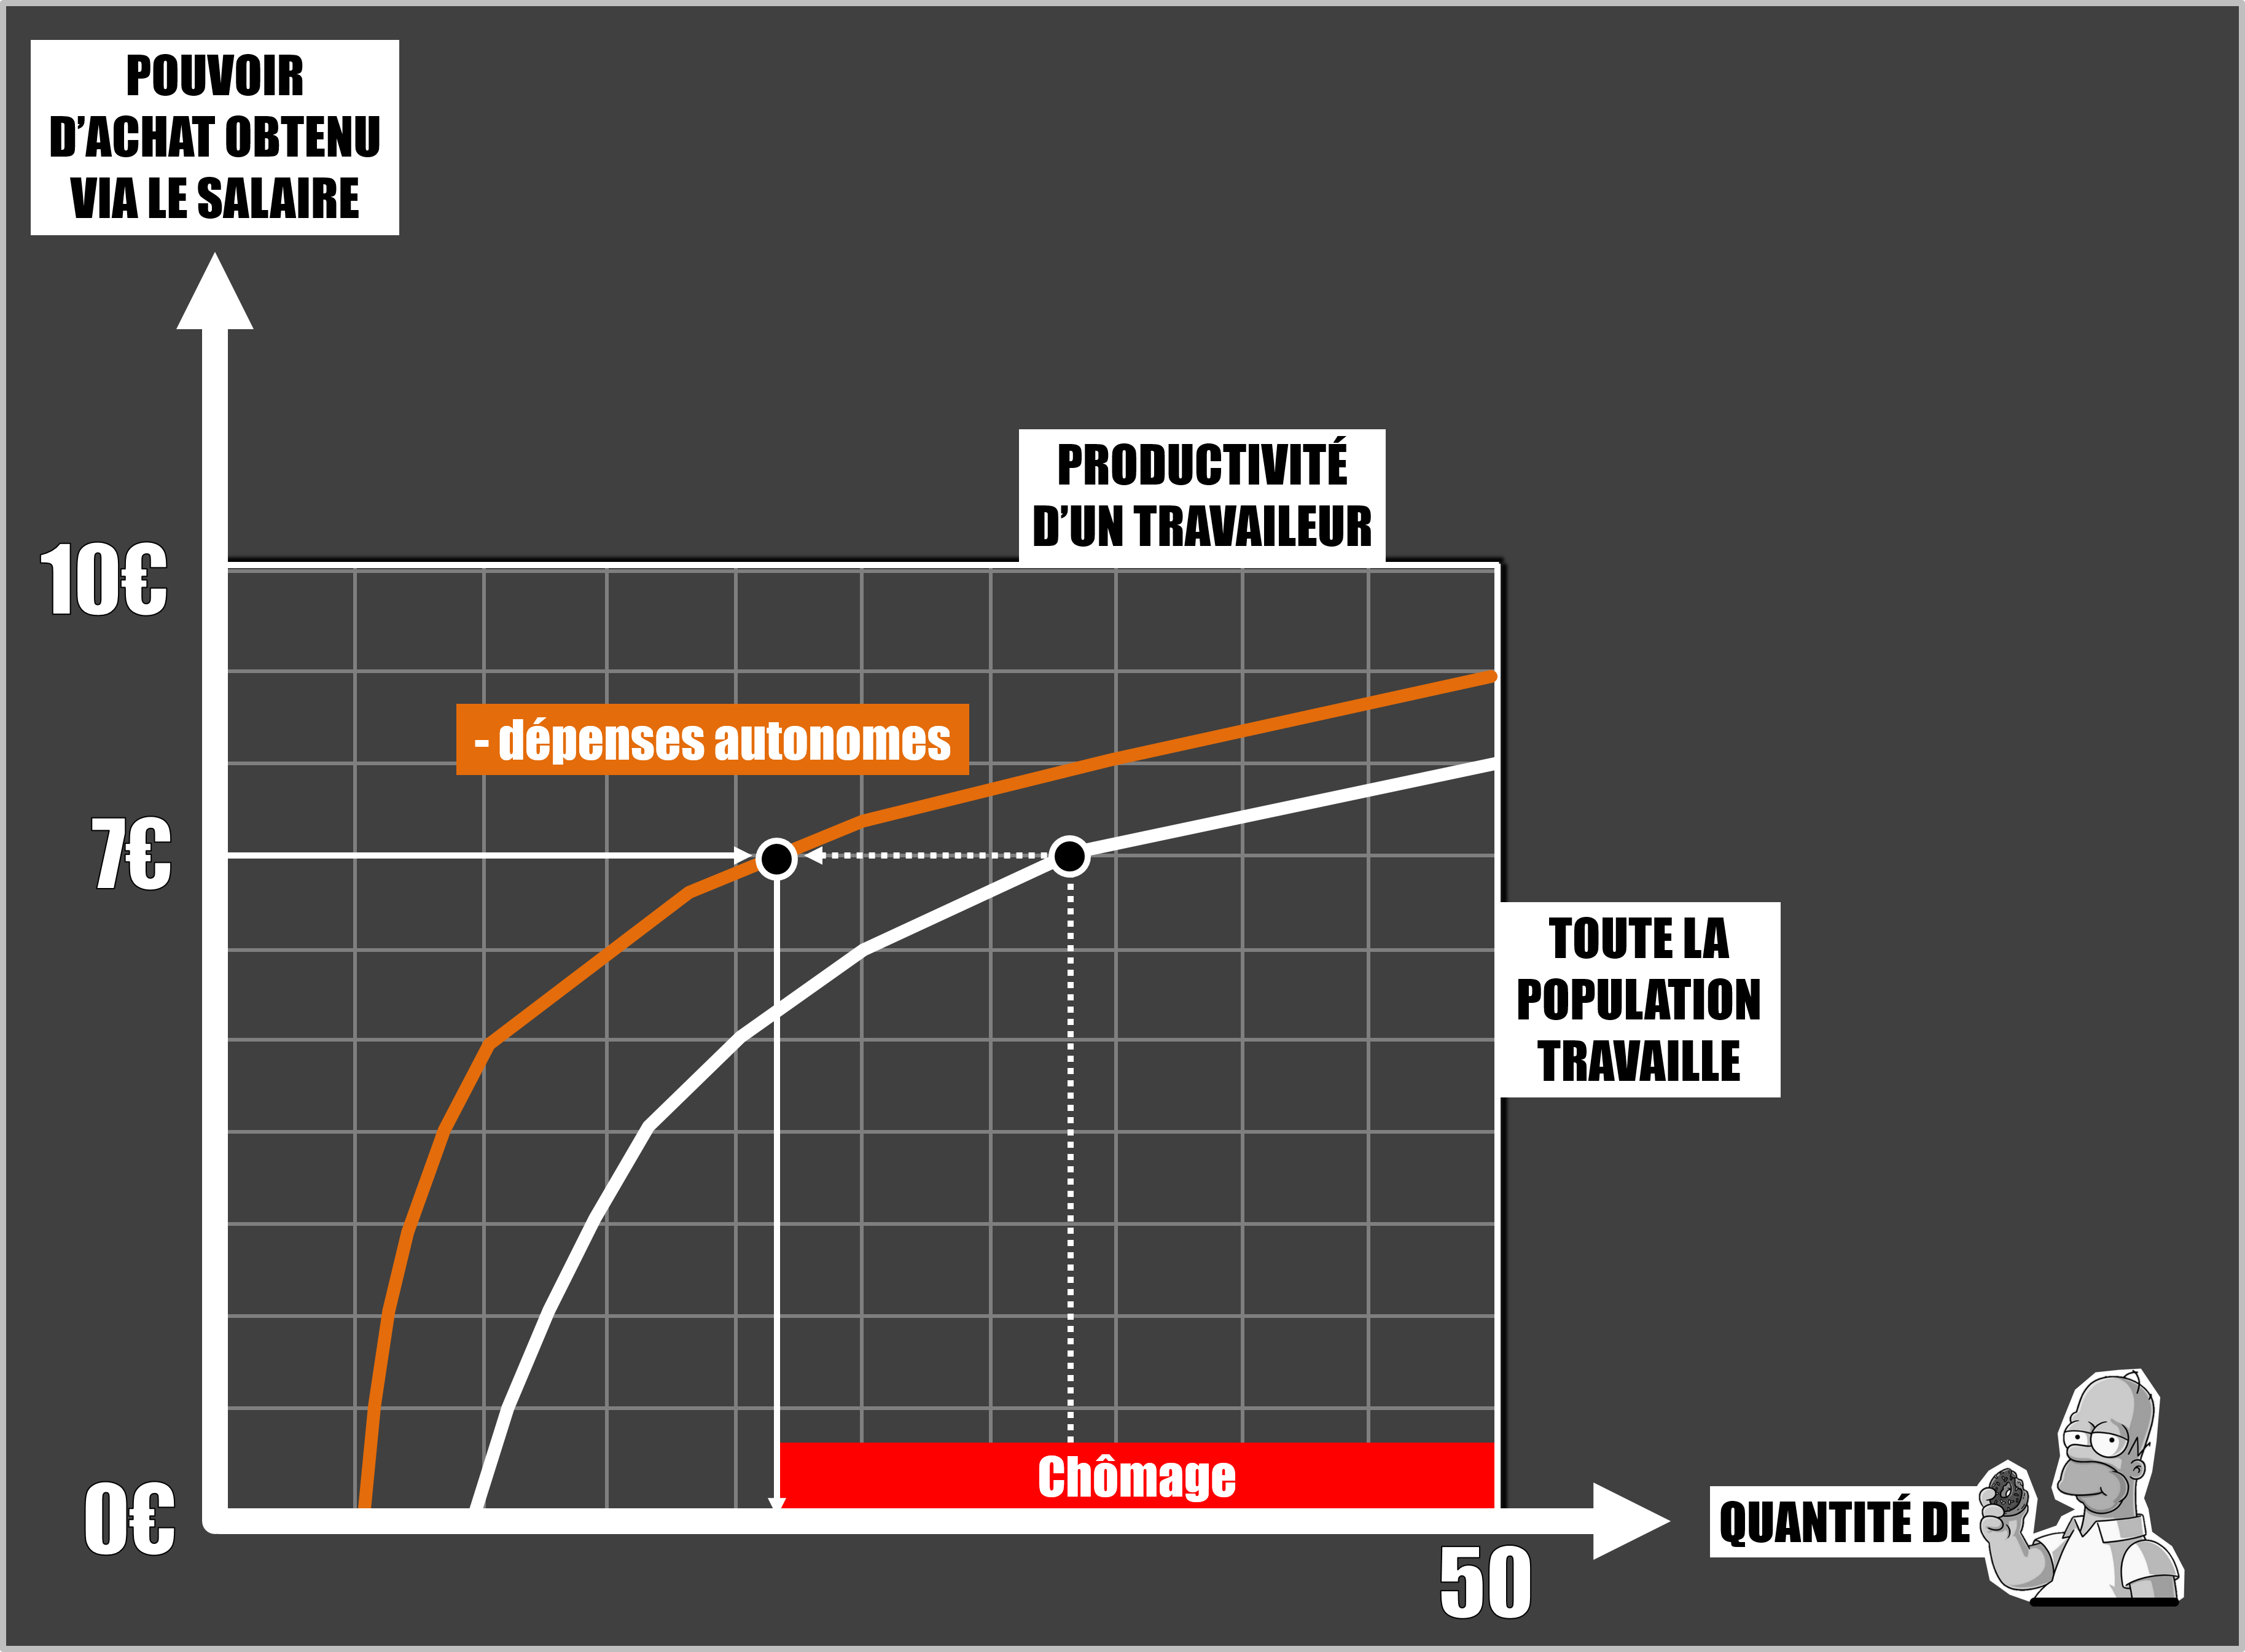 POUVOIR
D'ACHAT OBTENU
VIA LE SALAIRE
PRODUCTIVITÉ
D'UN TRAVAILEUR
10€
- dépenses autonomes
7€
TOUTE LA
POPULATION
TRAVAILLE
Chômage
0€
QUANTITÉ DE
50